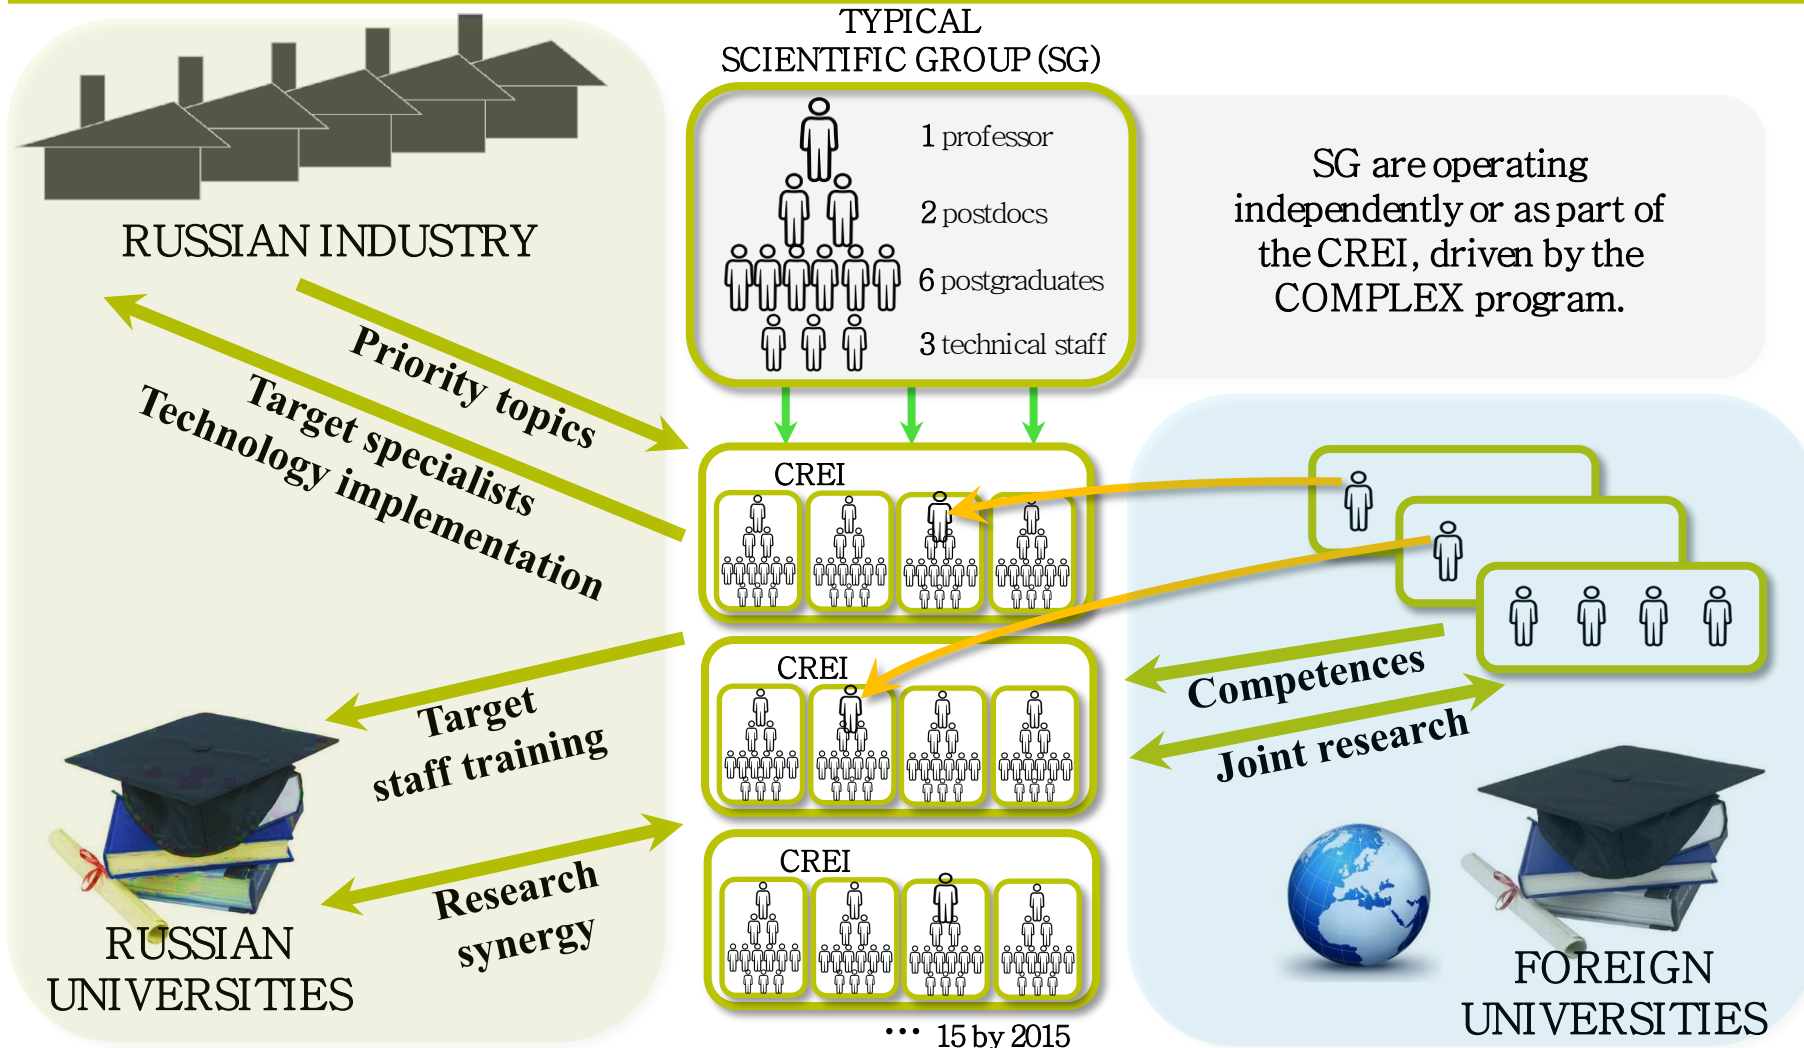 TYPICAL
SCIENTIFIC GROUP (SG)
1 professor
2 postdocs
6 postgraduates
3 technical staff
SG are operating
independently or as part of
the CREI, driven by the
COMPLEX program.
RUSSIAN INDUSTRY
Priority topics
Target specialists
Technology implementation
CREI
CREI
CREI
... 15 by 2015
Target
staff training
Research
synergy
RUSSIAN
UNIVERSITIES
Competences
Joint research
FOREIGN
UNIVERSITIES